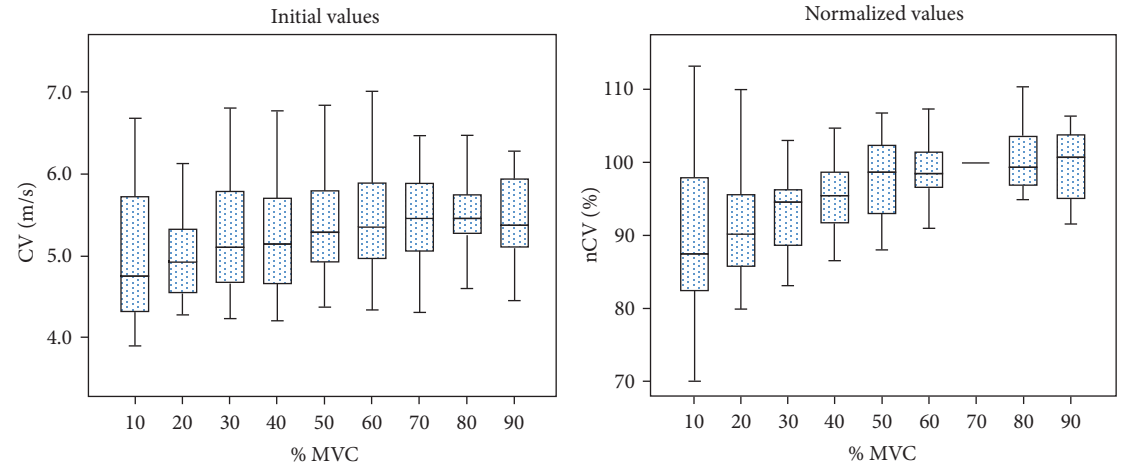 Initial values
CV (m/s)
7.0
6.0
5.0
4.0
10 20 30 40 50 60 70 80 90
% MVC
Normalized values
nCV (%)
110
100
90
80
70
10 20 30 40 50 60 70 80 90
% MVC